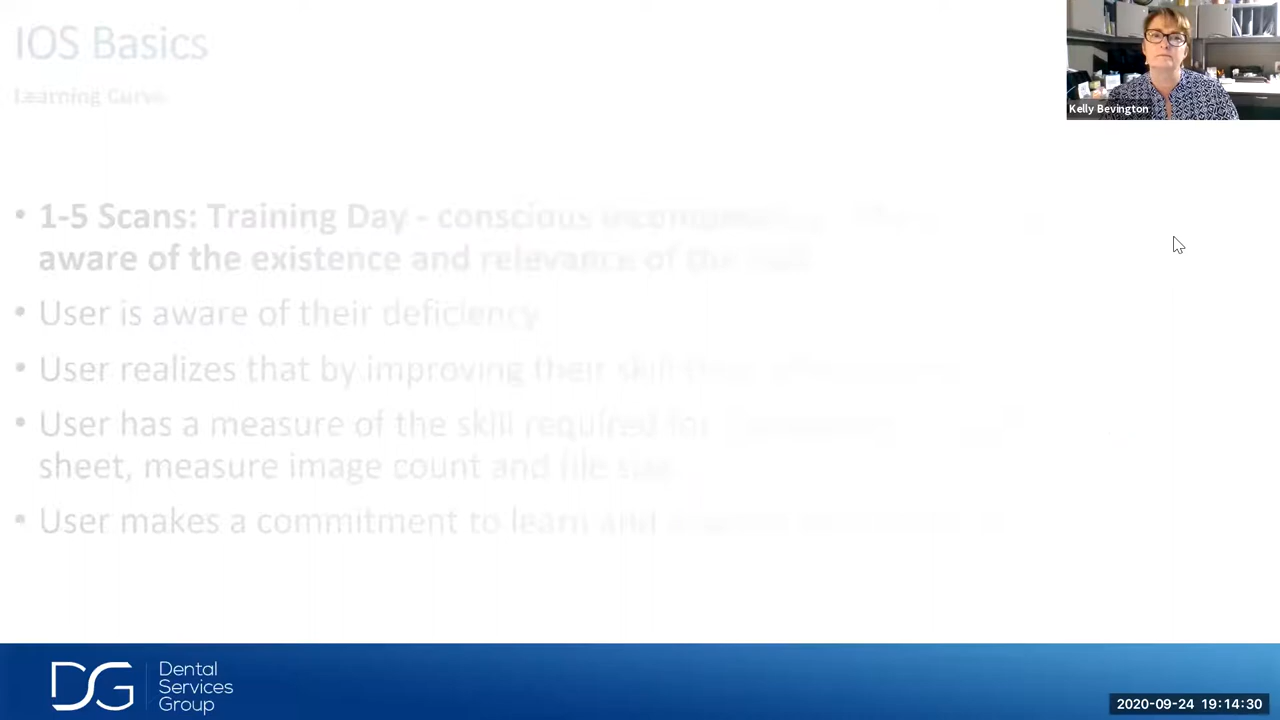 IOS Basics
Learning Curve
Kelly Bevington
• 1-5 Scans: Training Day - conscious
aware of the existence and relevance of the
• User is aware of their deficiency
• User realizes that by improving their skill
• User has a measure of the skill required for
sheet, measure image count and file size
• User makes a commitment to learn and
DSG
Dental
Services
Group
2020-09-24 19:14:30